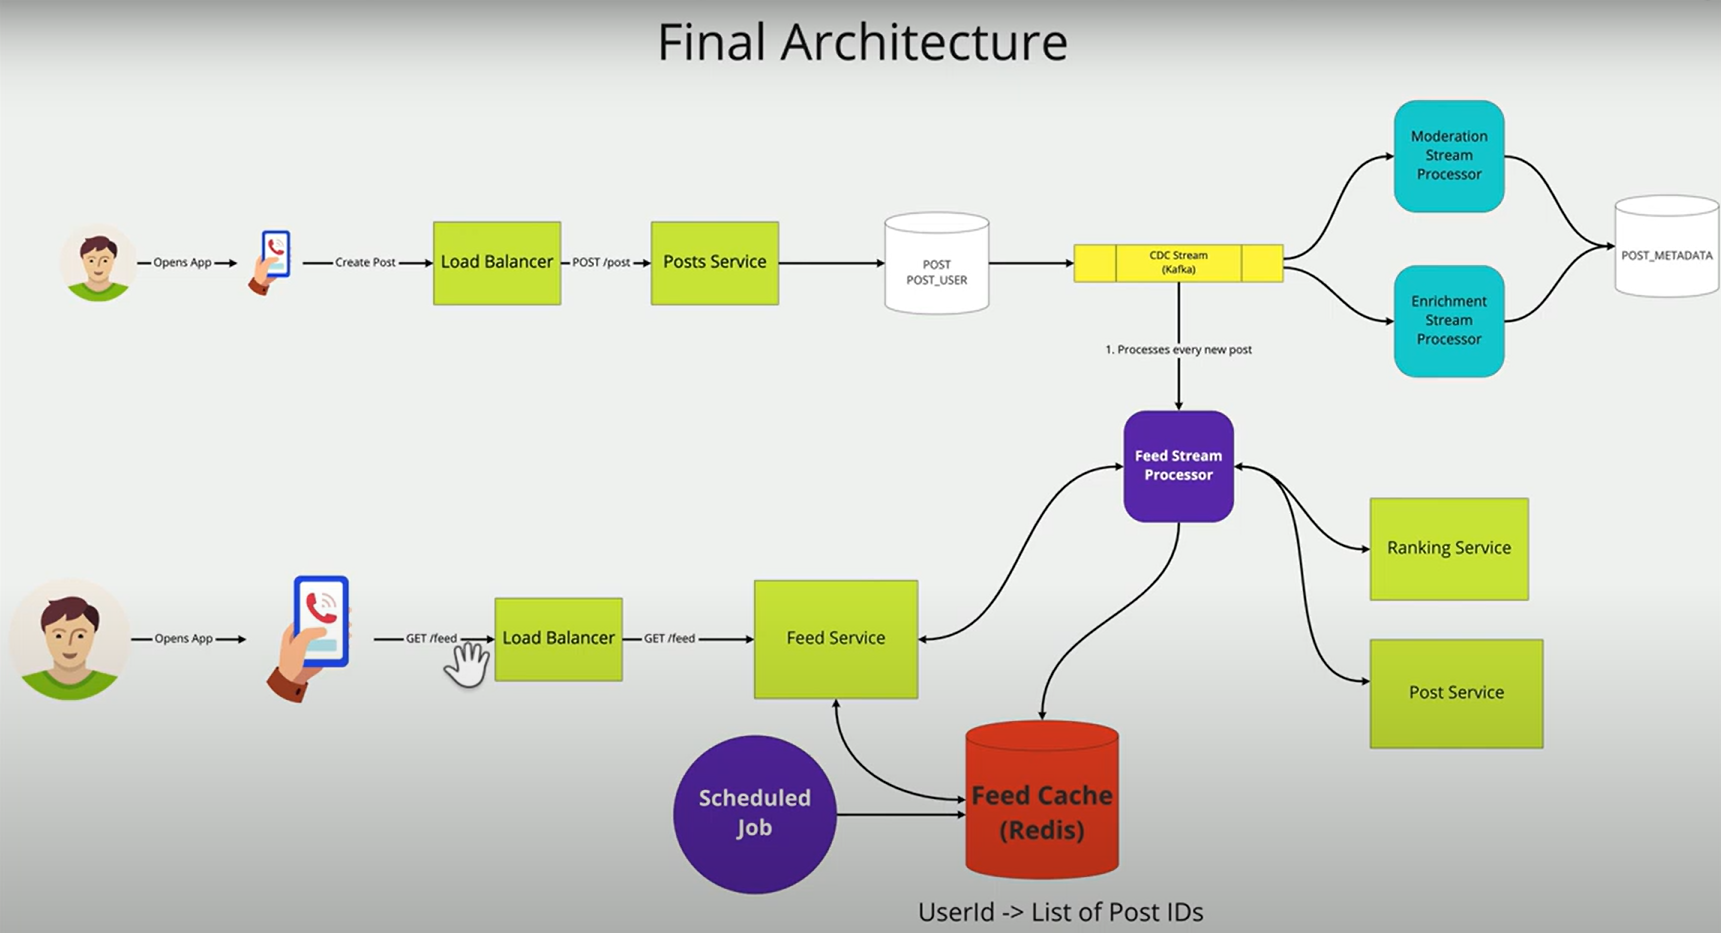 Final Architecture
Moderation
Stream
Processor
Opens App
Create Post
Load Balancer
POST /post
Posts Service
POST
POST_USER
CDC Stream
(Kafka)
POST_METADATA
Enrichment
Stream
Processor
1. Processes every new post
Feed Stream
Processor
Ranking Service
Opens App
GET /feed
Load Balancer
GET /feed
Feed Service
Post Service
Scheduled
Job
Feed Cache
(Redis)
UserId -> List of Post IDs